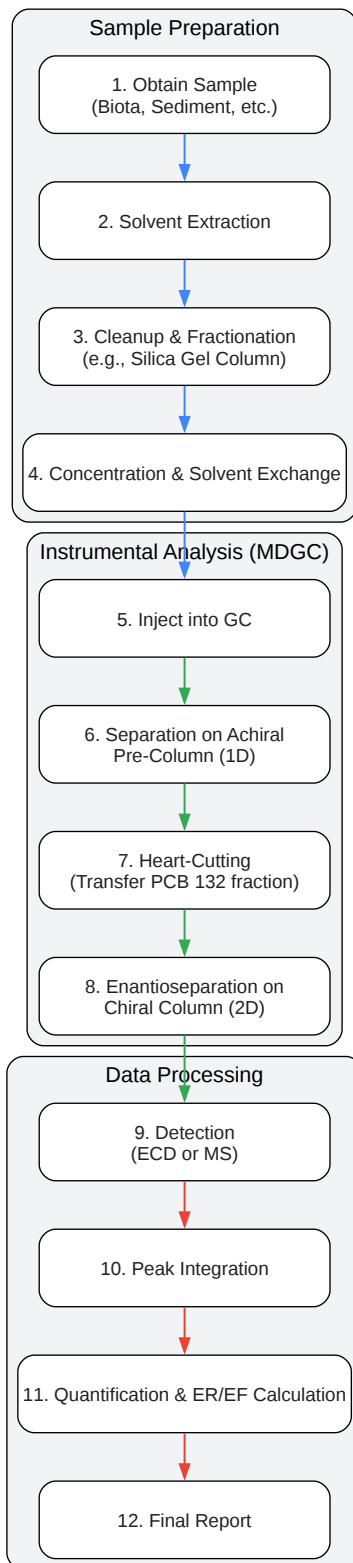 Sample Preparation
1. Obtain Sample
(Biota, Sediment, etc.)
2. Solvent Extraction
3. Cleanup & Fractionation
(e.g., Silica Gel Column)
4. Concentration & Solvent Exchange
Instrumental Analysis (MDGC)
5. Inject into GC
6. Separation on Achiral
Pre-Column (1D)
7. Heart-Cutting
(Transfer PCB 132 fraction)
8. Enantioseparation on
Chiral Column (2D)
Data Processing
9. Detection
(ECD or MS)
10. Peak Integration
11. Quantification & ER/EF Calculation
12. Final Report